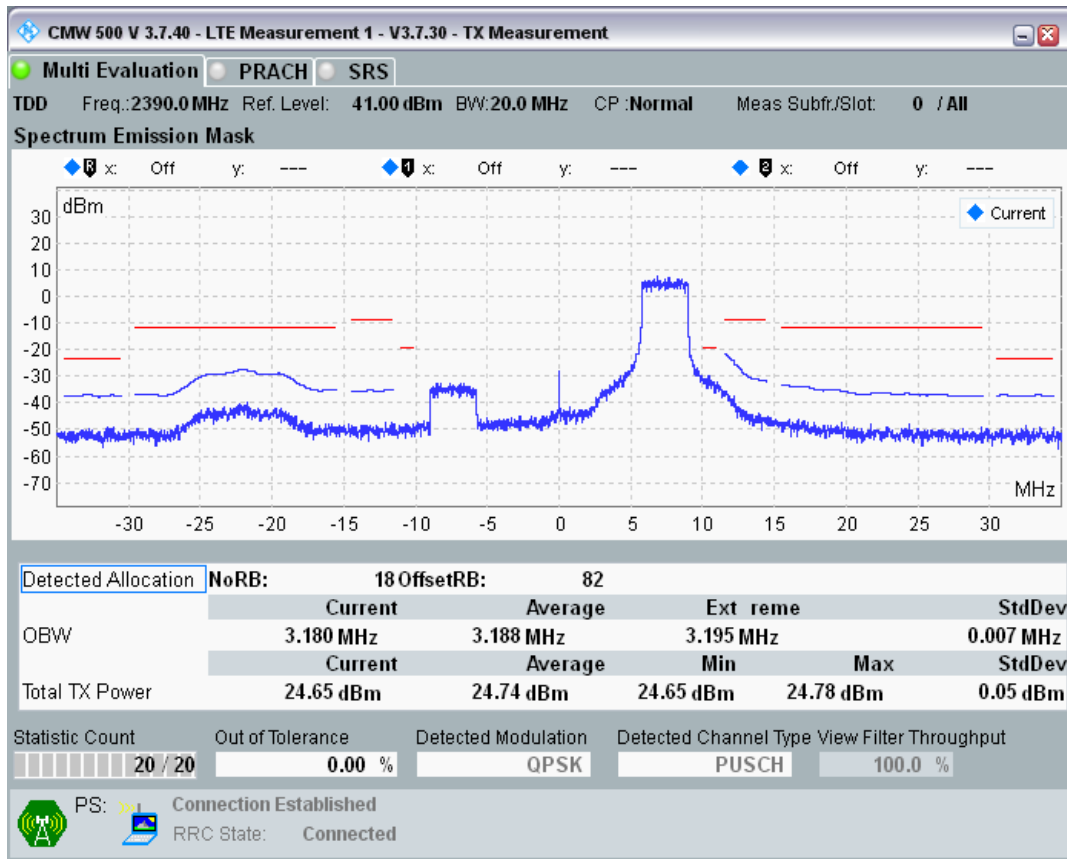 CMW 500 V 3.7.40 - LTE Measurement 1 - V3.7.30 - TX Measurement
Multi Evaluation PRACH SRS
TDD Freq.:2390.0 MHz Ref. Level: 41.00 dBm BW:20.0 MHz CP :Normal Meas Subfr./Slot: 0 / All
Spectrum Emission Mask
R x: Off y: --- 1 x: Off y: --- 2 x: Off y: ---
dBm
Current
30
20
10
0
-10
-20
-30
-40
-50
-60
-70
MHz
-30 -25 -20 -15 -10 -5 0 5 10 15 20 25 30
Detected Allocation NoRB: 18 OffsetRB: 82
Current Average Ext reme StdDev
OBW 3.180 MHz 3.188 MHz 3.195 MHz 0.007 MHz
Current Average Min Max StdDev
Total TX Power 24.65 dBm 24.74 dBm 24.65 dBm 24.78 dBm 0.05 dBm
Statistic Count Out of Tolerance Detected Modulation Detected Channel Type View Filter Throughput
20 / 20 0.00 % QPSK PUSCH 100.0 %
PS: Connection Established
RRC State: Connected